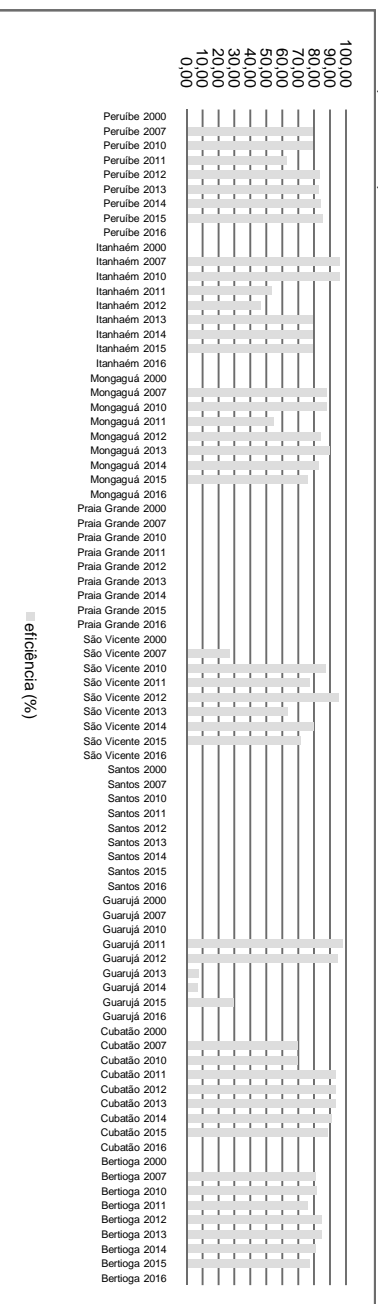 100,00
90,00
80,00
70,00
60,00
50,00
40,00
30,00
20,00
10,00
0,00
Peruíbe 2000
Peruíbe 2007
Peruíbe 2010
Peruíbe 2011
Peruíbe 2012
Peruíbe 2013
Peruíbe 2014
Peruíbe 2015
Peruíbe 2016
Itanhaém 2000
Itanhaém 2007
Itanhaém 2010
Itanhaém 2011
Itanhaém 2012
Itanhaém 2013
Itanhaém 2014
Itanhaém 2015
Itanhaém 2016
Mongaguá 2000
Mongaguá 2007
Mongaguá 2010
Mongaguá 2011
Mongaguá 2012
Mongaguá 2013
Mongaguá 2014
Mongaguá 2015
Mongaguá 2016
Praia Grande 2000
Praia Grande 2007
Praia Grande 2010
Praia Grande 2011
Praia Grande 2012
Praia Grande 2013
Praia Grande 2014
Praia Grande 2015
Praia Grande 2016
São Vicente 2000
São Vicente 2007
São Vicente 2010
São Vicente 2011
São Vicente 2012
São Vicente 2013
São Vicente 2014
São Vicente 2015
São Vicente 2016
Santos 2000
Santos 2007
Santos 2010
Santos 2011
Santos 2012
Santos 2013
Santos 2014
Santos 2015
Santos 2016
Guarujá 2000
Guarujá 2007
Guarujá 2010
Guarujá 2011
Guarujá 2012
Guarujá 2013
Guarujá 2014
Guarujá 2015
Guarujá 2016
Cubatão 2000
Cubatão 2007
Cubatão 2010
Cubatão 2011
Cubatão 2012
Cubatão 2013
Cubatão 2014
Cubatão 2015
Cubatão 2016
Bertioga 2000
Bertioga 2007
Bertioga 2010
Bertioga 2011
Bertioga 2012
Bertioga 2013
Bertioga 2014
Bertioga 2015
Bertioga 2016
eficiência (%)